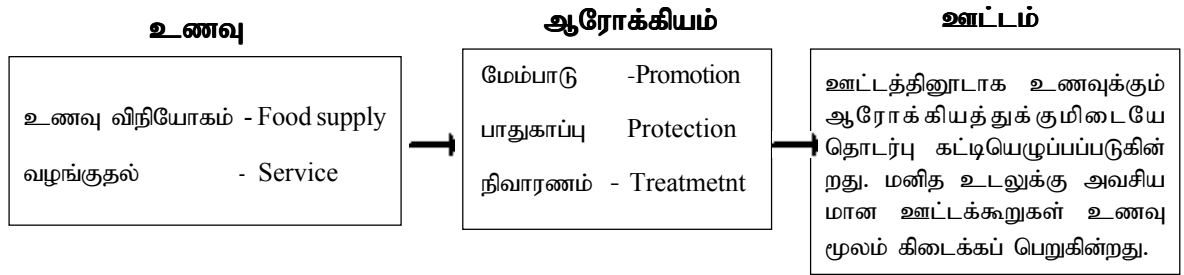 உணவு
உணவு விநியோகம் - Food supply
வழங்குதல் - Service
ஆரோக்கியம்
மேம்பாடு -Promotion
பாதுகாப்பு Protection
நிவாரணம் - Treatmetnt
ஊட்டம்
ஊட்டத்தினூடாக உணவுக்கும்
ஆரோக்கியத்துக்குமிடையே
தொடர்பு கட்டியெழுப்பப்படுகின்
றது. மனித உடலுக்கு அவசிய
மான ஊட்டக்கூறுகள் உணவு
மூலம் கிடைக்கப் பெறுகின்றது.